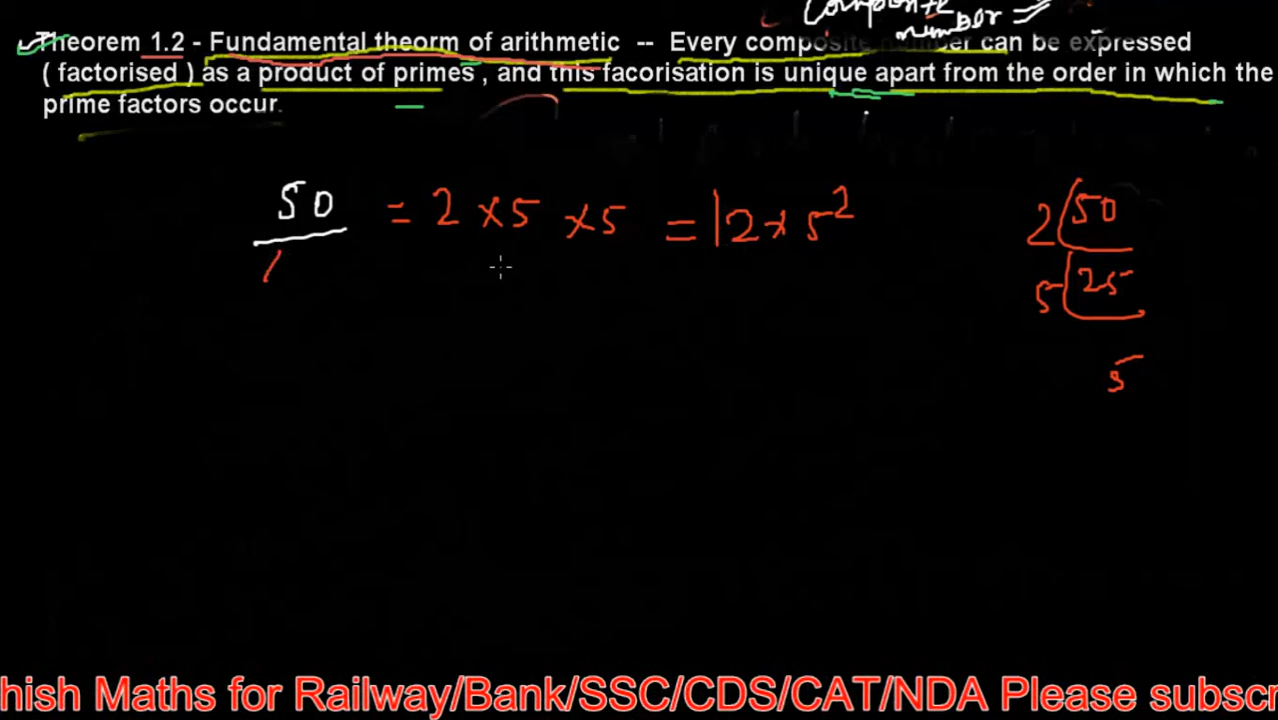 Composite
number
Theorem 1.2 - Fundamental theorm of arithmetic -- Every composite number can be expressed
( factorised ) as a product of primes , and this facorisation is unique apart from the order in which the
prime factors occur.
50 = 2 × 5 × 5 = 2 × 5²
2 50
5 25
5
hish Maths for Railway/Bank/SSC/CDS/CAT/NDA Please subscr